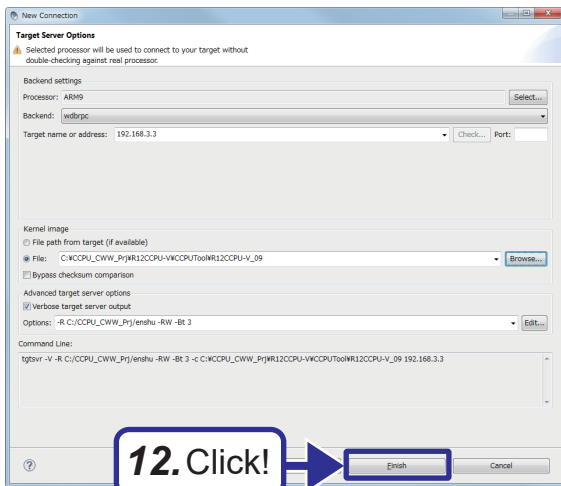 New Connection
Target Server Options
Selected processor will be used to connect to your target without
double-checking against real processor.
Backend settings
Processor: ARM9 Select...
Backend: wdbrpc
Target name or address: 192.168.3.3 Check... Port:
Kernel image
File path from target (if available)
File: C:¥CCPU_CWW_Prj¥R12CCPU-V¥CCPUTool¥R12CCPU-V_09 Browse...
Bypass checksum comparison
Advanced target server options
Verbose target server output
Options: -R C:/CCPU_CWW_Prj/enshu -RW -Bt 3 Edit...
Command Line:
tgtsvr -V -R C:/CCPU_CWW_Prj/enshu -RW -Bt 3 -c C:¥CCPU_CWW_Prj¥R12CCPU-V¥CCPUTool¥R12CCPU-V_09 192.168.3.3
12. Click! Finish Cancel